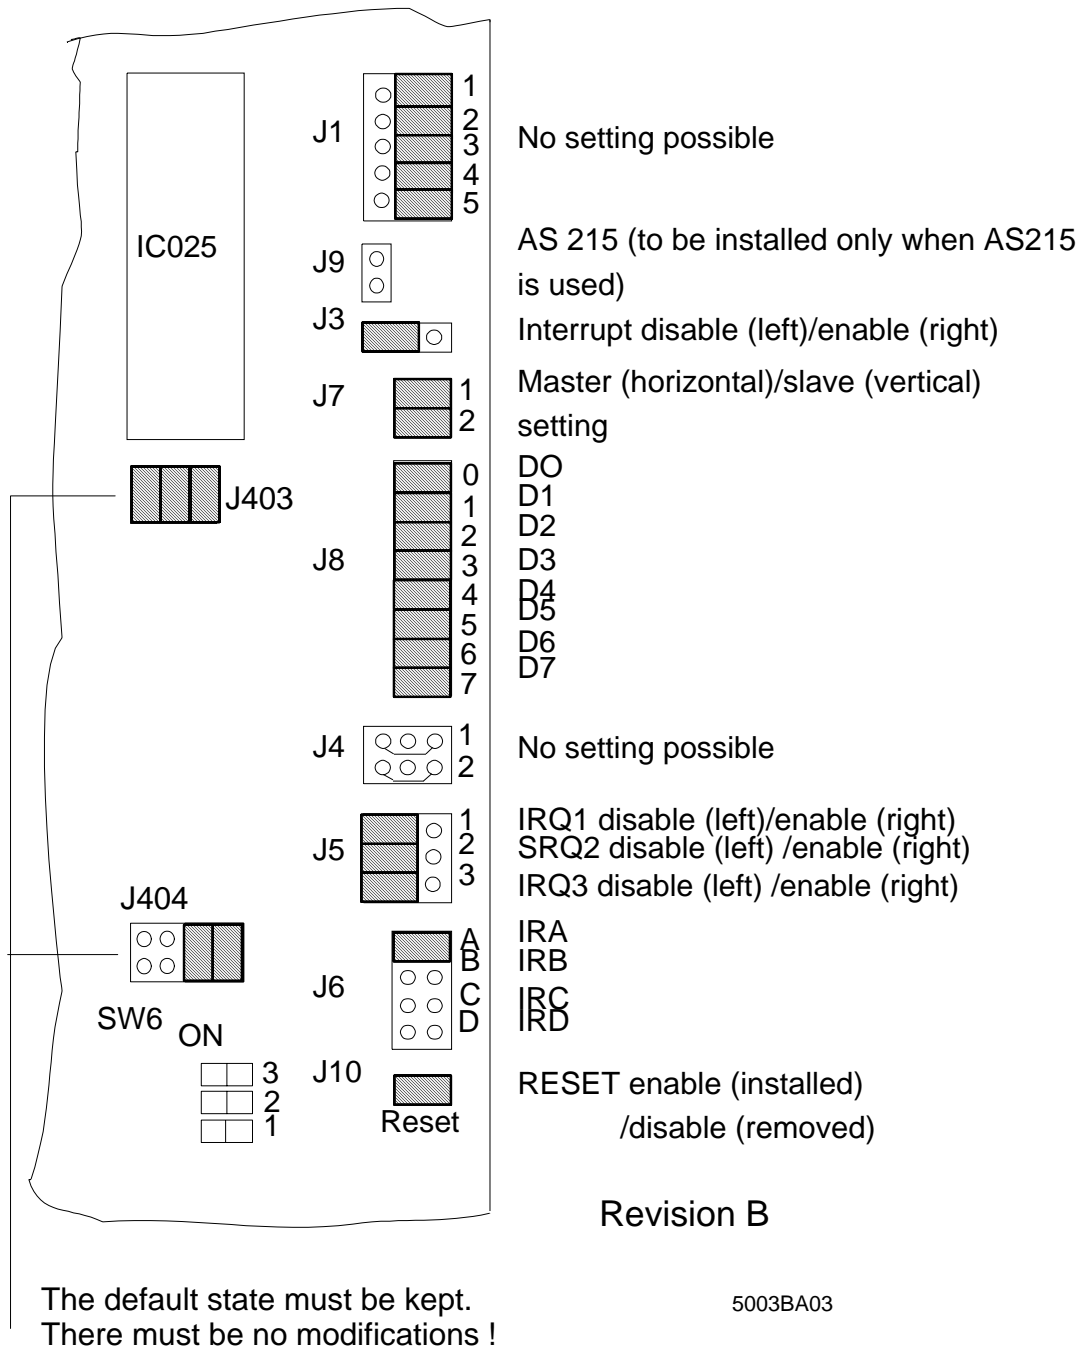 J1
1
2
3
4
5
No setting possible
IC025
J9
AS 215 (to be installed only when AS215
is used)
J3
Interrupt disable (left)/enable (right)
J7
1
2
Master (horizontal)/slave (vertical)
setting
J403
J8
0 DO
1 D1
2 D2
3 D3
4 D4
5 D5
6 D6
7 D7
J4
1
2
No setting possible
J5
1 IRQ1 disable (left)/enable (right)
2 SRQ2 disable (left) /enable (right)
3 IRQ3 disable (left) /enable (right)
J404
J6
A IRA
B IRB
C IRC
D IRD
SW6
ON
3
2
1
J10
Reset
RESET enable (installed)
/disable (removed)
Revision B
The default state must be kept.
There must be no modifications !
5003BA03